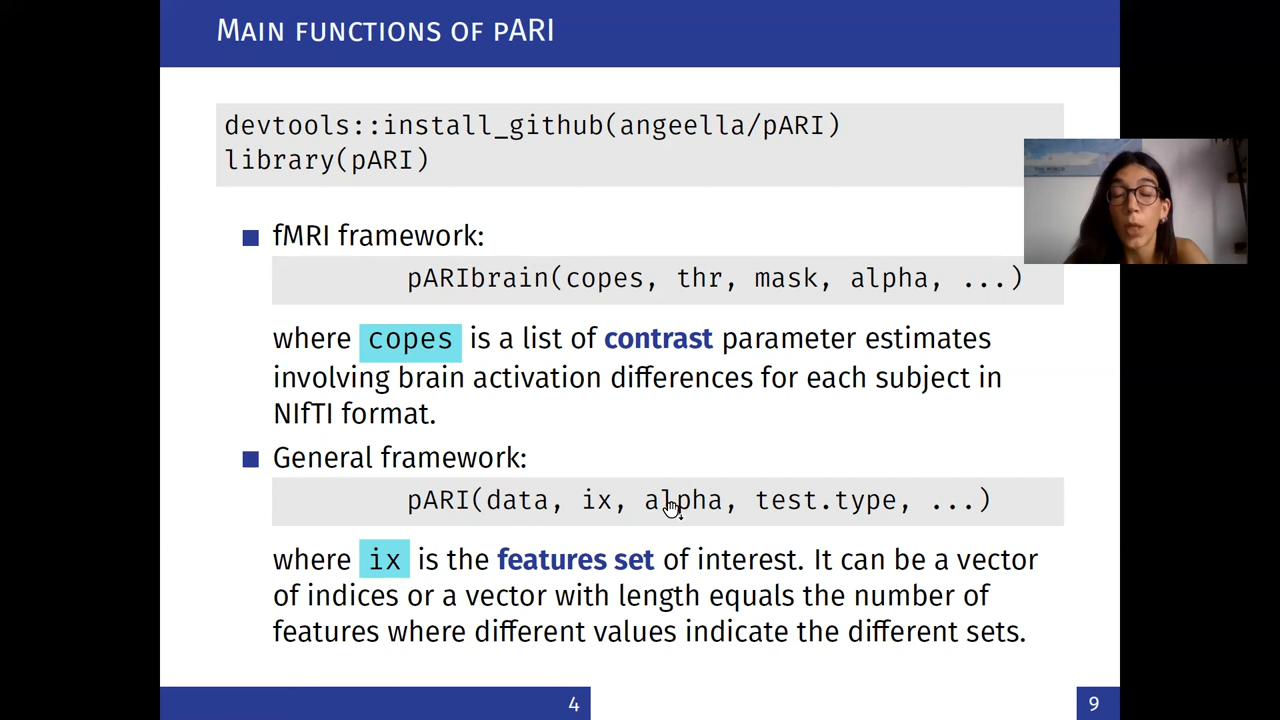 MAIN FUNCTIONS OF PARI
devtools::install_github(angeella/pARI)
library(pARI)
fMRI framework:
pARIbrain(copes, thr, mask, alpha, ...)
where copes is a list of contrast parameter estimates
involving brain activation differences for each subject in
NIfTI format.
General framework:
pARI(data, ix, alpha, test.type, ...)
where ix is the features set of interest. It can be a vector
of indices or a vector with length equals the number of
features where different values indicate the different sets.
4
9